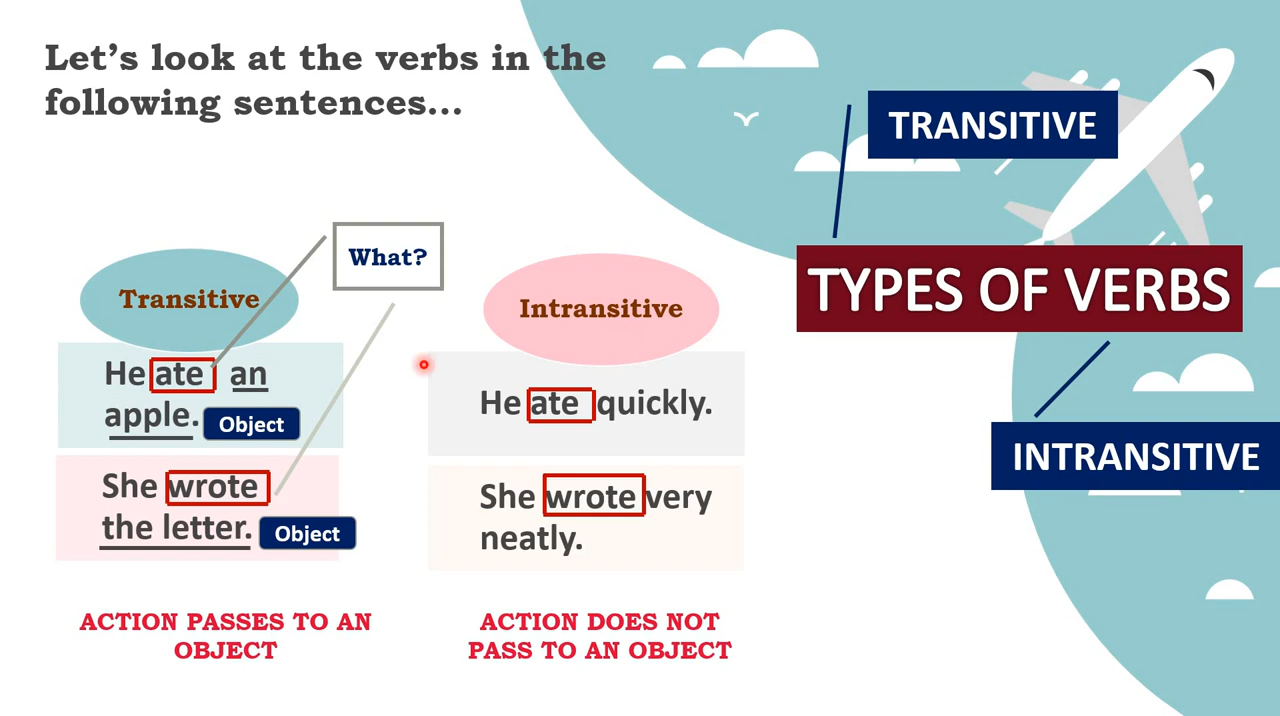 Let’s look at the verbs in the
following sentences...
TRANSITIVE
TYPES OF VERBS
INTRANSITIVE
What?
Transitive
He ate an
apple.
Object
She wrote
the letter.
Object
ACTION PASSES TO AN
OBJECT
Intransitive
He ate quickly.
She wrote very
neatly.
ACTION DOES NOT
PASS TO AN OBJECT